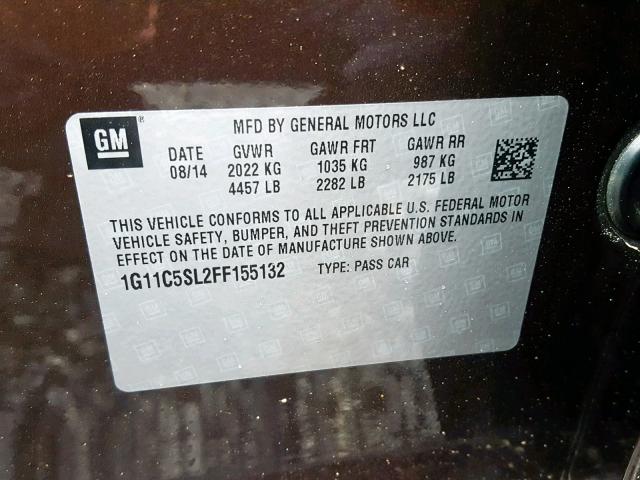 GM ®
MFD BY GENERAL MOTORS LLC
DATE GVWR GAWR FRT GAWR RR
08/14 2022 KG 1035 KG 987 KG
4457 LB 2282 LB 2175 LB
THIS VEHICLE CONFORMS TO ALL APPLICABLE U.S. FEDERAL MOTOR
VEHICLE SAFETY, BUMPER, AND THEFT PREVENTION STANDARDS IN
EFFECT ON THE DATE OF MANUFACTURE SHOWN ABOVE.
1G11C5SL2FF155132 TYPE: PASS CAR